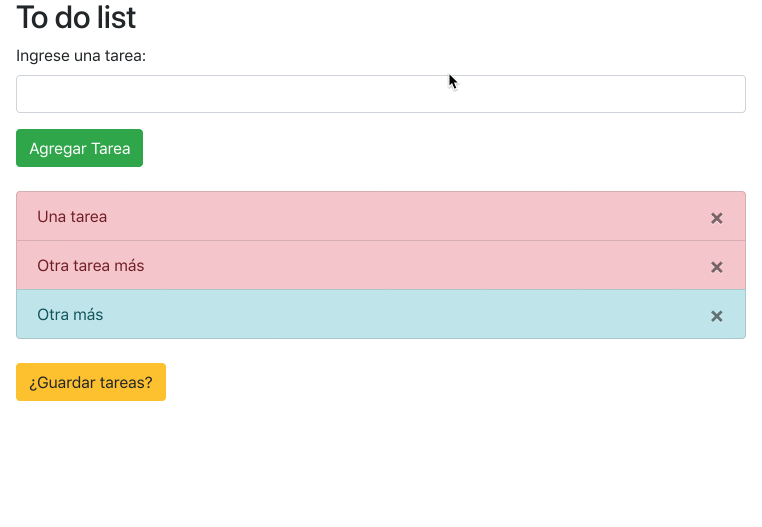 To do list
Ingrese una tarea:
Agregar Tarea
Una tarea ×
Otra tarea más ×
Otra más ×
¿Guardar tareas?